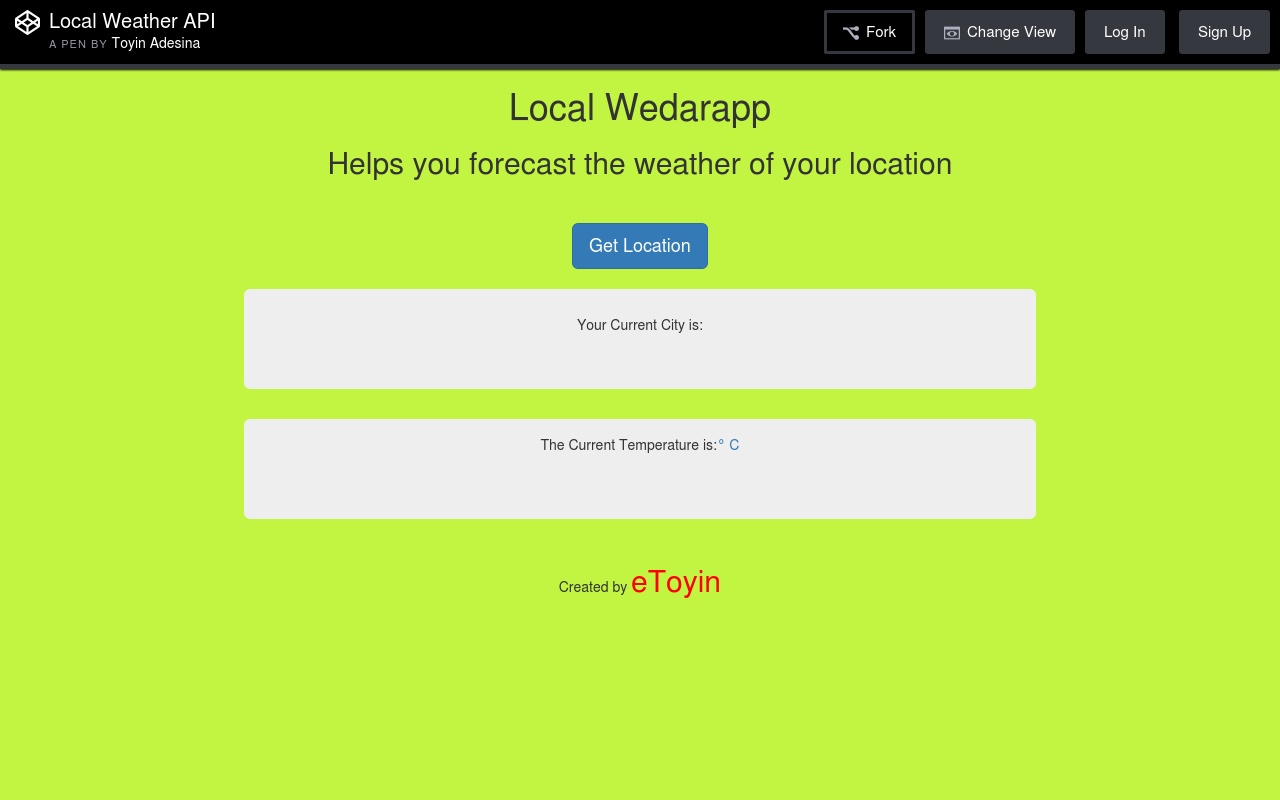 Local Weather API
A PEN BY Toyin Adesina
Fork
Change View
Log In
Sign Up
Local Wedarapp
Helps you forecast the weather of your location
Get Location
Your Current City is:
The Current Temperature is:° C
Created by eToyin